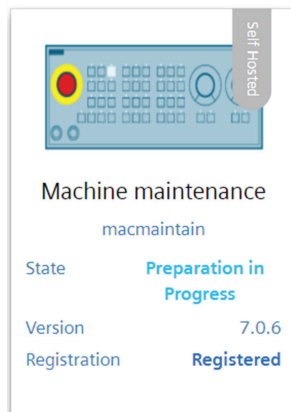 Self Hosted
Machine maintenance
macmaintain
State Preparation in
Progress
Version 7.0.6
Registration Registered